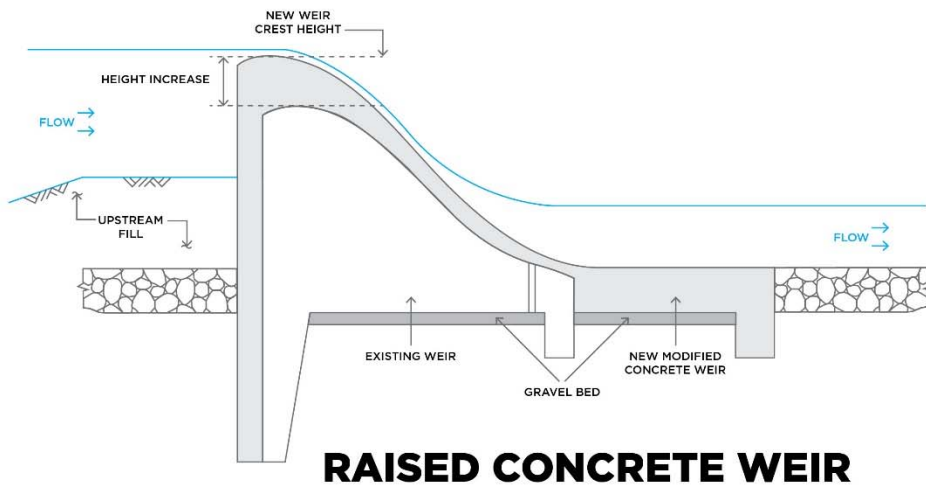 NEW WEIR
CREST HEIGHT
HEIGHT INCREASE
FLOW
UPSTREAM
FILL
FLOW
EXISTING WEIR
GRAVEL BED
NEW MODIFIED
CONCRETE WEIR
RAISED CONCRETE WEIR